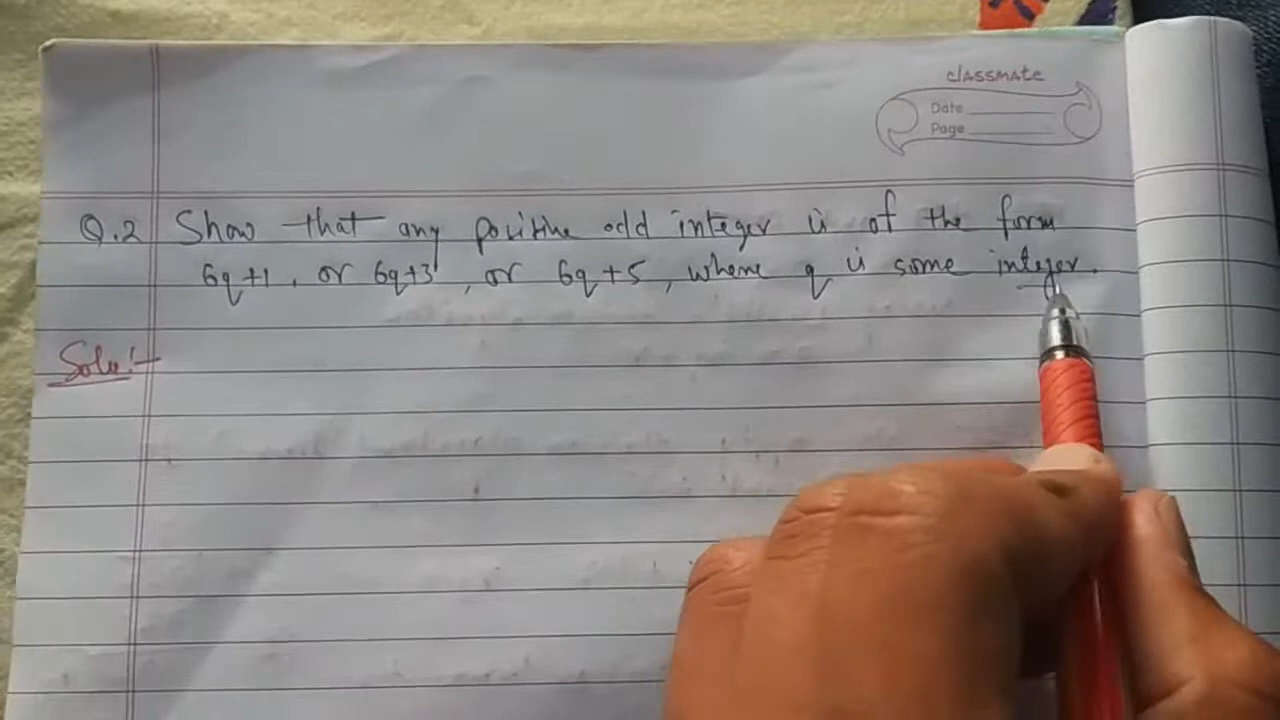 classmate
Date
Page
Q.2 Show that any positive odd integer is of the form
6q+1, or 6q+3, or 6q+5, where q is some integer.
Solu:-